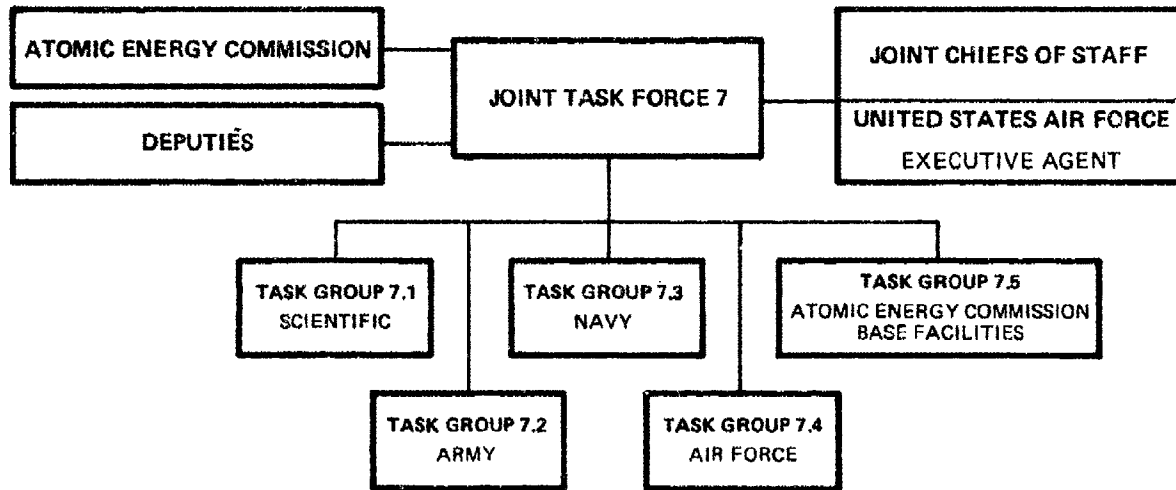 ATOMIC ENERGY COMMISSION
DEPUTIÉS
JOINT TASK FORCE 7
JOINT CHIEFS OF STAFF
UNITED STATES AIR FORCE
EXECUTIVE AGENT
TASK GROUP 7.1
SCIENTIFIC
TASK GROUP 7.3
NAVY
TASK GROUP 7.5
ATOMIC ENERGY COMMISSION
BASE FACILITIES
TASK GROUP 7.2
ARMY
TASK GROUP 7.4
AIR FORCE